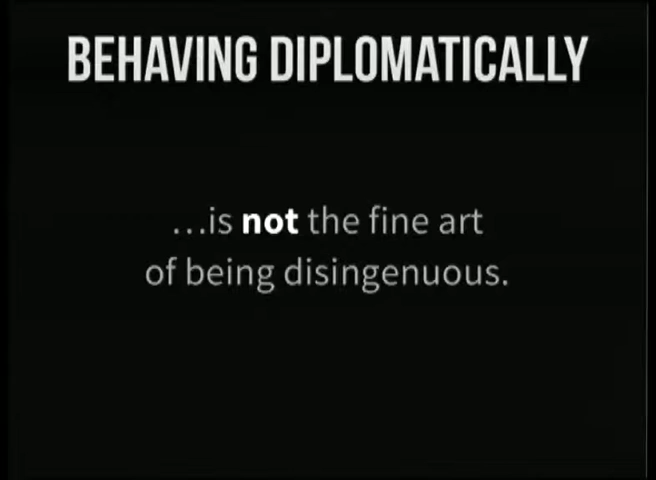 BEHAVING DIPLOMATICALLY
…is not the fine art
of being disingenuous.